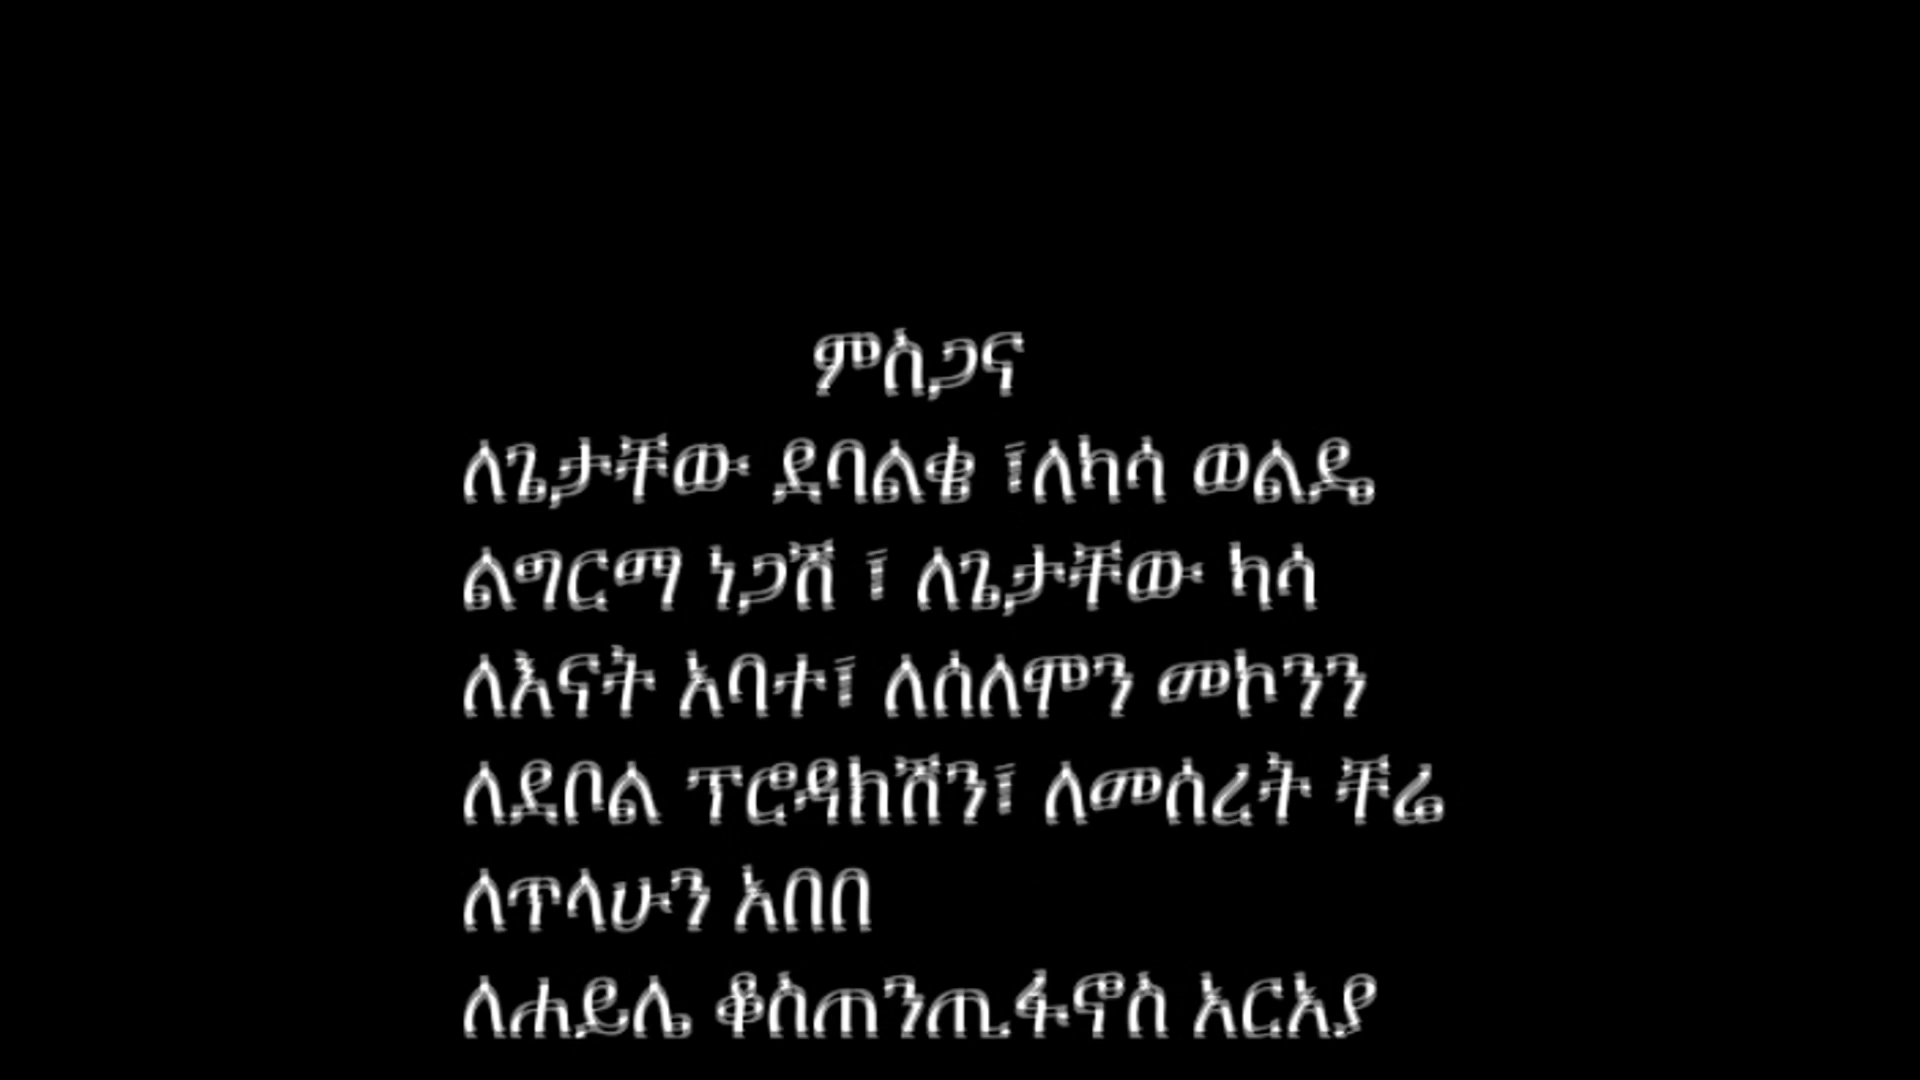 ምስጋና
ለጌታቸው ደባልቄ ፣ለካሳ ወልዴ
ልግርማ ነጋሽ ፣ ለጌታቸው ካሳ
ለእናት አባተ፣ ለሰለሞን መኮንን
ለደቦል ፕሮዳክሽን፣ ለመሰረት ቸሬ
ለጥላሁን አበበ
ለሐይሌ ቆስጠንጢፋኖስ አርአያ